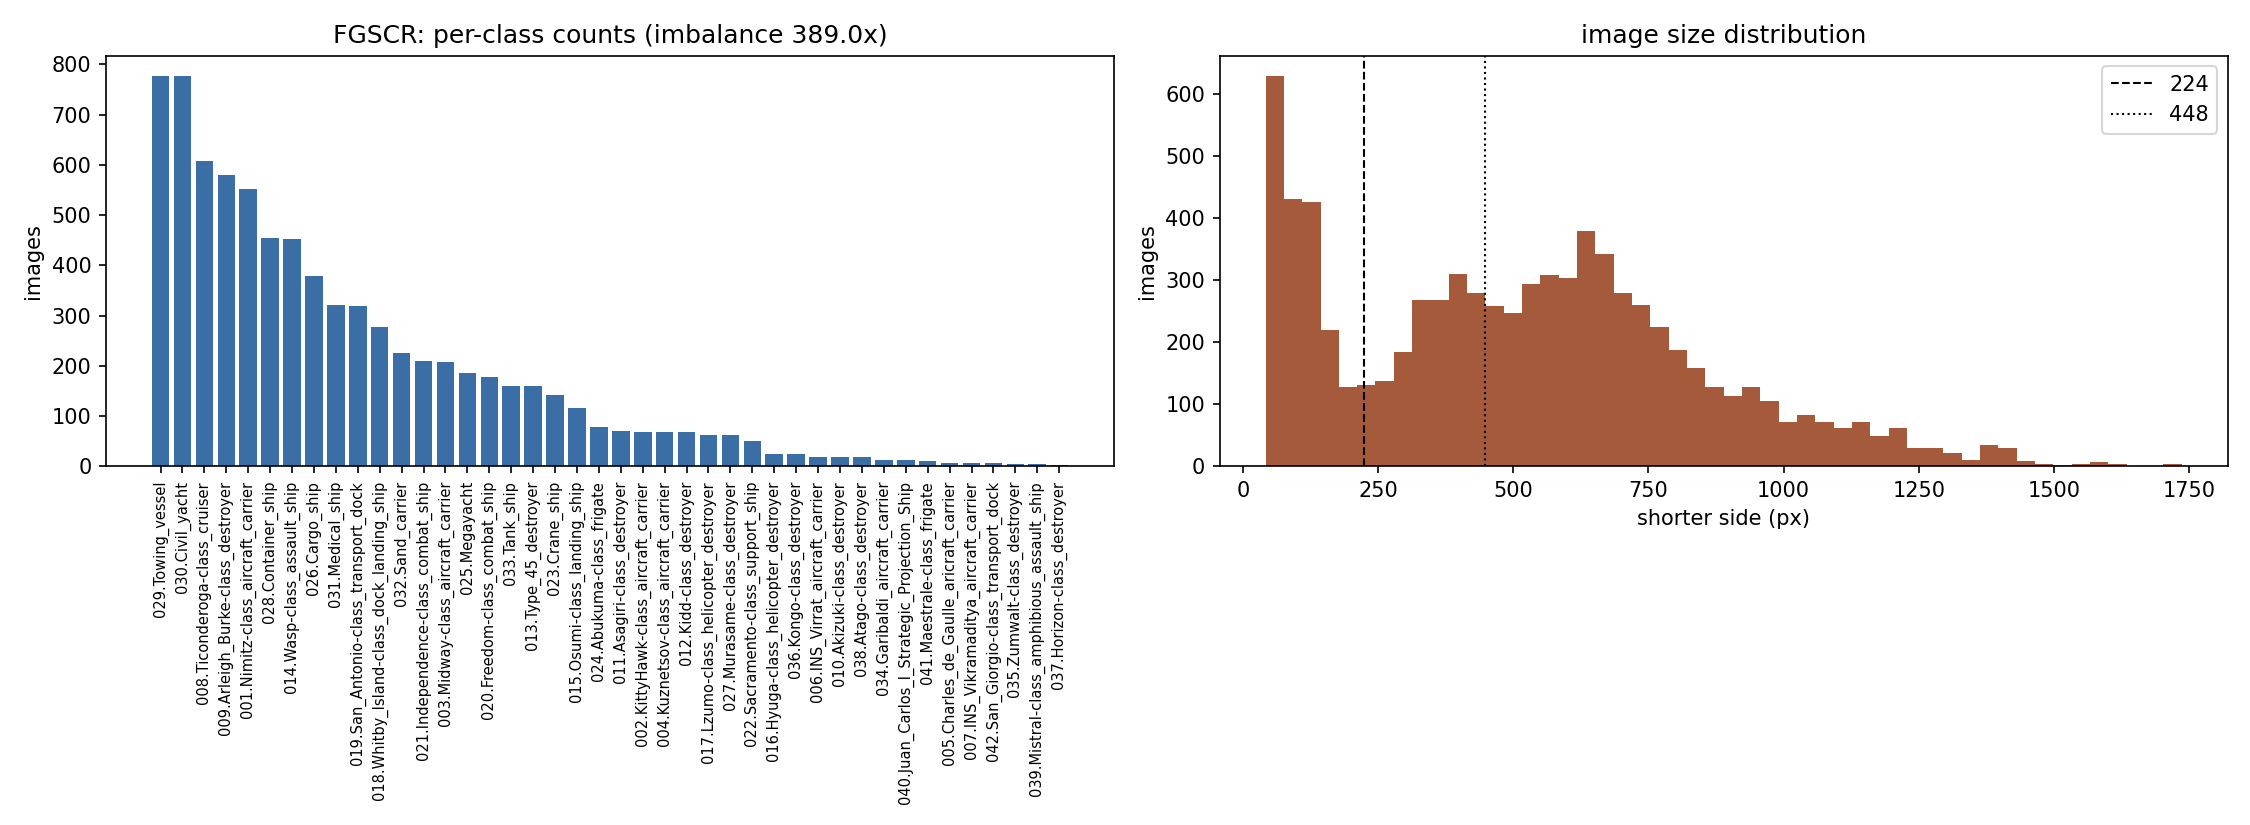 FGSCR: per-class counts (imbalance 389.0x)
800
700
600
500
400
300
200
100
0
images
029.Towing_vessel
030.Civil_yacht
008.Ticonderoga-class_cruiser
009.Arleigh_Burke-class_destroyer
001.Nimitz-class_aircraft_carrier
028.Container_ship
014.Wasp-class_assault_ship
026.Cargo_ship
031.Medical_ship
019.San_Antonio-class_transport_dock
018.Whitby_Island-class_dock_landing_ship
032.Sand_carrier
021.Independence-class_combat_ship
003.Midway-class_aircraft_carrier
025.Megayacht
020.Freedom-class_combat_ship
033.Tank_ship
013.Type_45_destroyer
023.Crane_ship
015.Osumi-class_landing_ship
024.Abukuma-class_frigate
011.Asagiri-class_destroyer
002.KittyHawk-class_aircraft_carrier
004.Kuznetsov-class_aircraft_carrier
012.Kidd-class_destroyer
017.Lzumo-class_helicopter_destroyer
027.Murasame-class_destroyer
022.Sacramento-class_support_ship
016.Hyuga-class_helicopter_destroyer
036.Kongo-class_destroyer
006.INS_Virrat_aircraft_carrier
010.Akizuki-class_destroyer
038.Atago-class_destroyer
034.Garibaldi_aircraft_carrier
040.Juan_Carlos_I_Strategic_Projection_Ship
041.Maestrale-class_frigate
005.Charles_de_Gaulle_aricraft_carrier
007.INS_Vikramaditya_aircraft_carrier
042.San_Giorgio-class_transport_dock
035.Zumwalt-class_destroyer
039.Mistral-class_amphibious_assault_ship
037.Horizon-class_destroyer
image size distribution
224
448
600
500
400
300
200
100
0
images
0
250
500
750
1000
1250
1500
1750
shorter side (px)